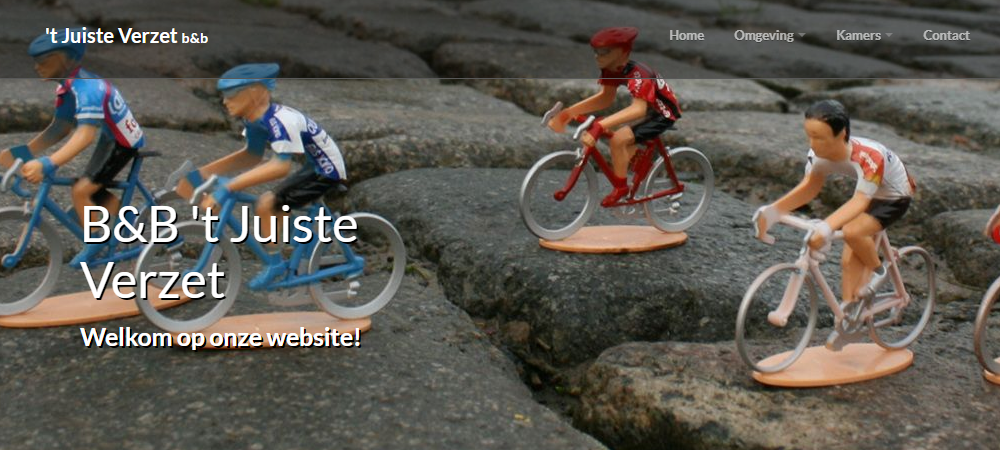 't Juiste Verzet b&b
Home Omgeving Kamers Contact
B&B 't Juiste
Verzet
Welkom op onze website!